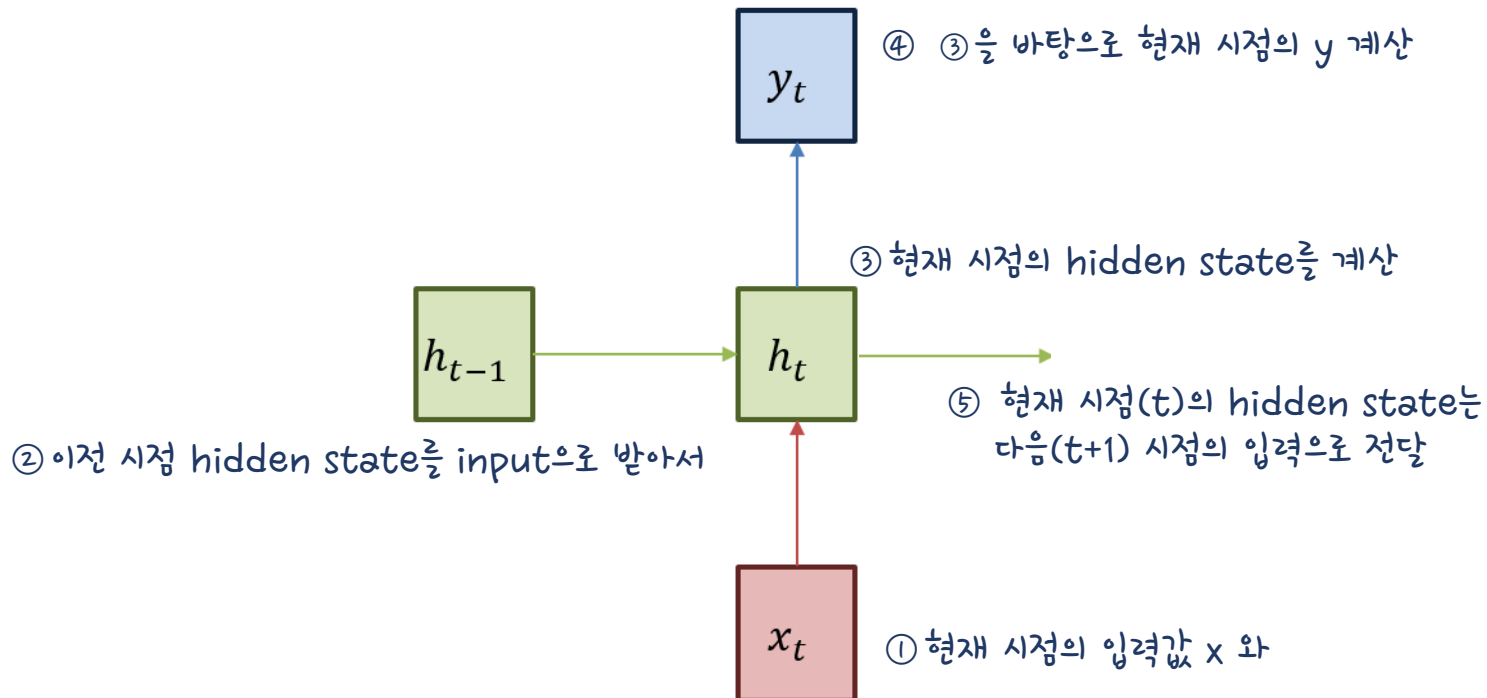 y_t
④ ③을 바탕으로 현재 시점의 y 계산
③ 현재 시점의 hidden state를 계산
h_{t-1}
h_t
② 이전 시점 hidden state를 input으로 받아서
⑤ 현재 시점(t)의 hidden state는
다음(t+1) 시점의 입력으로 전달
x_t
① 현재 시점의 입력값 x 와